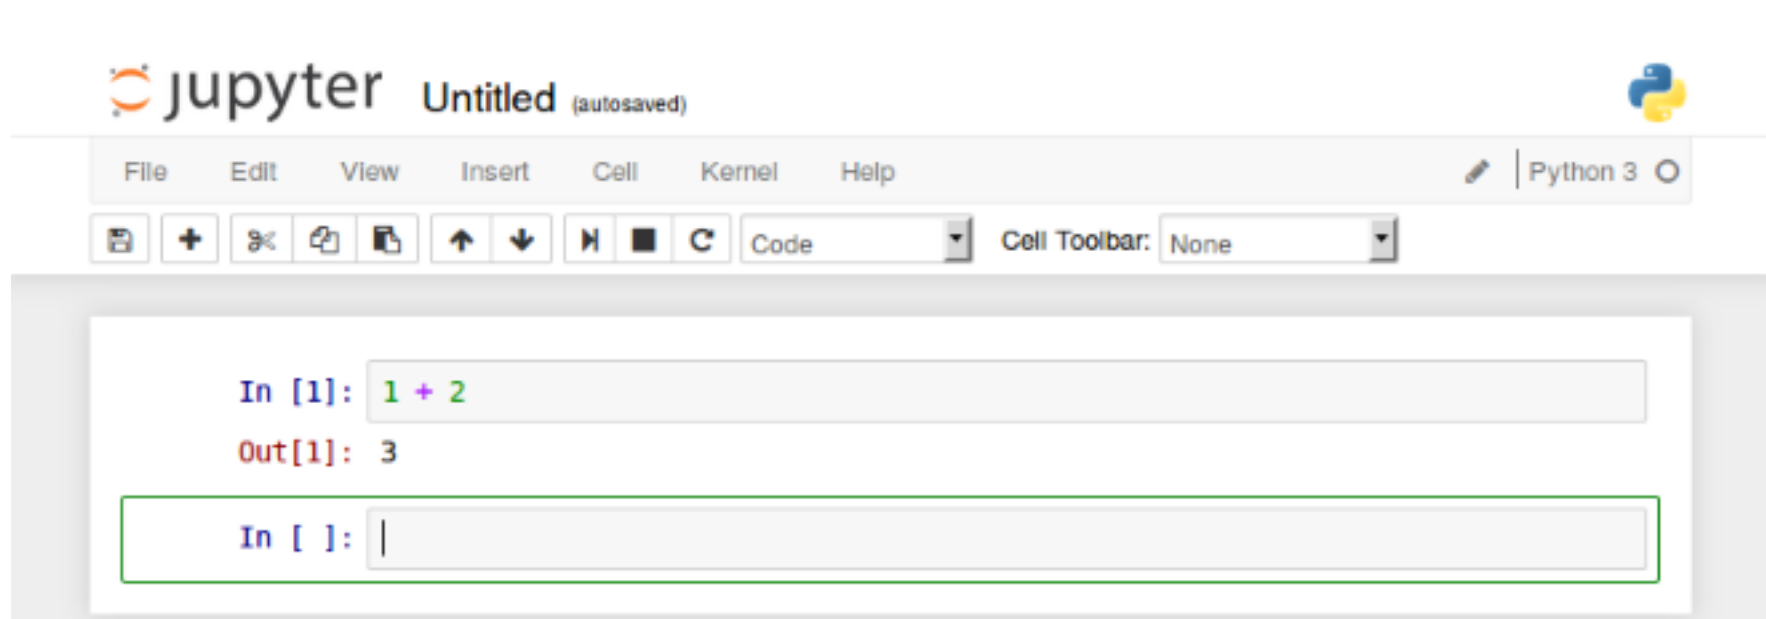 jupyter Untitled (autosaved)
File Edit View Insert Cell Kernel Help Python 3
Code Cell Toolbar: None
In [1]: 1 + 2
Out[1]: 3
In [ ]: